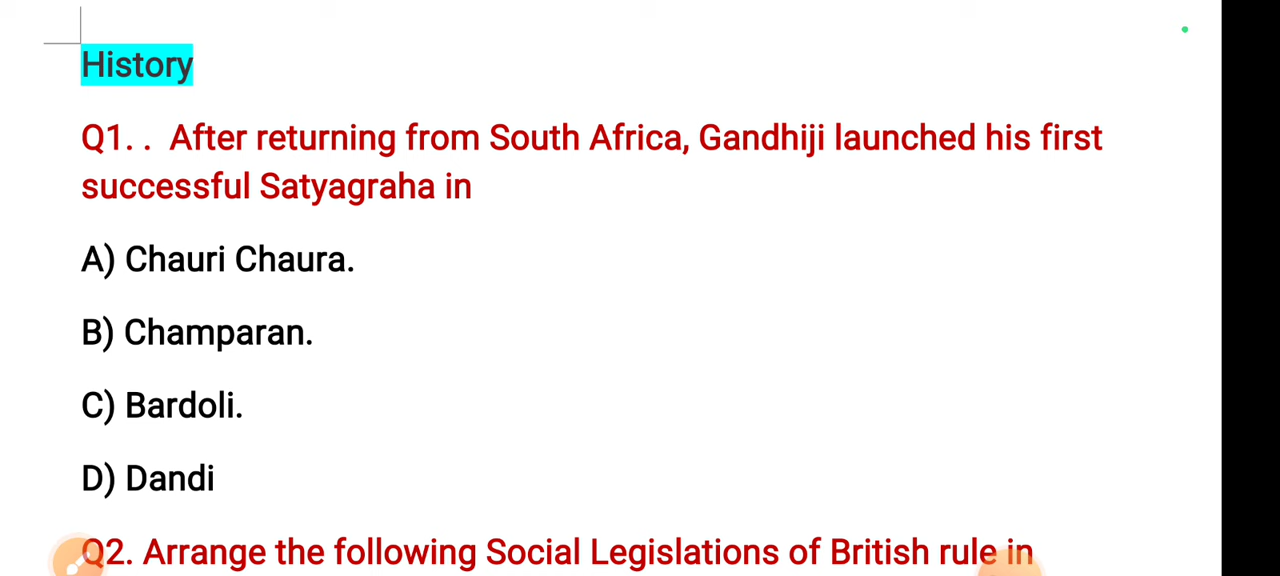 History
Q1. . After returning from South Africa, Gandhiji launched his first
successful Satyagraha in
A) Chauri Chaura.
B) Champaran.
C) Bardoli.
D) Dandi
Q2. Arrange the following Social Legislations of British rule in